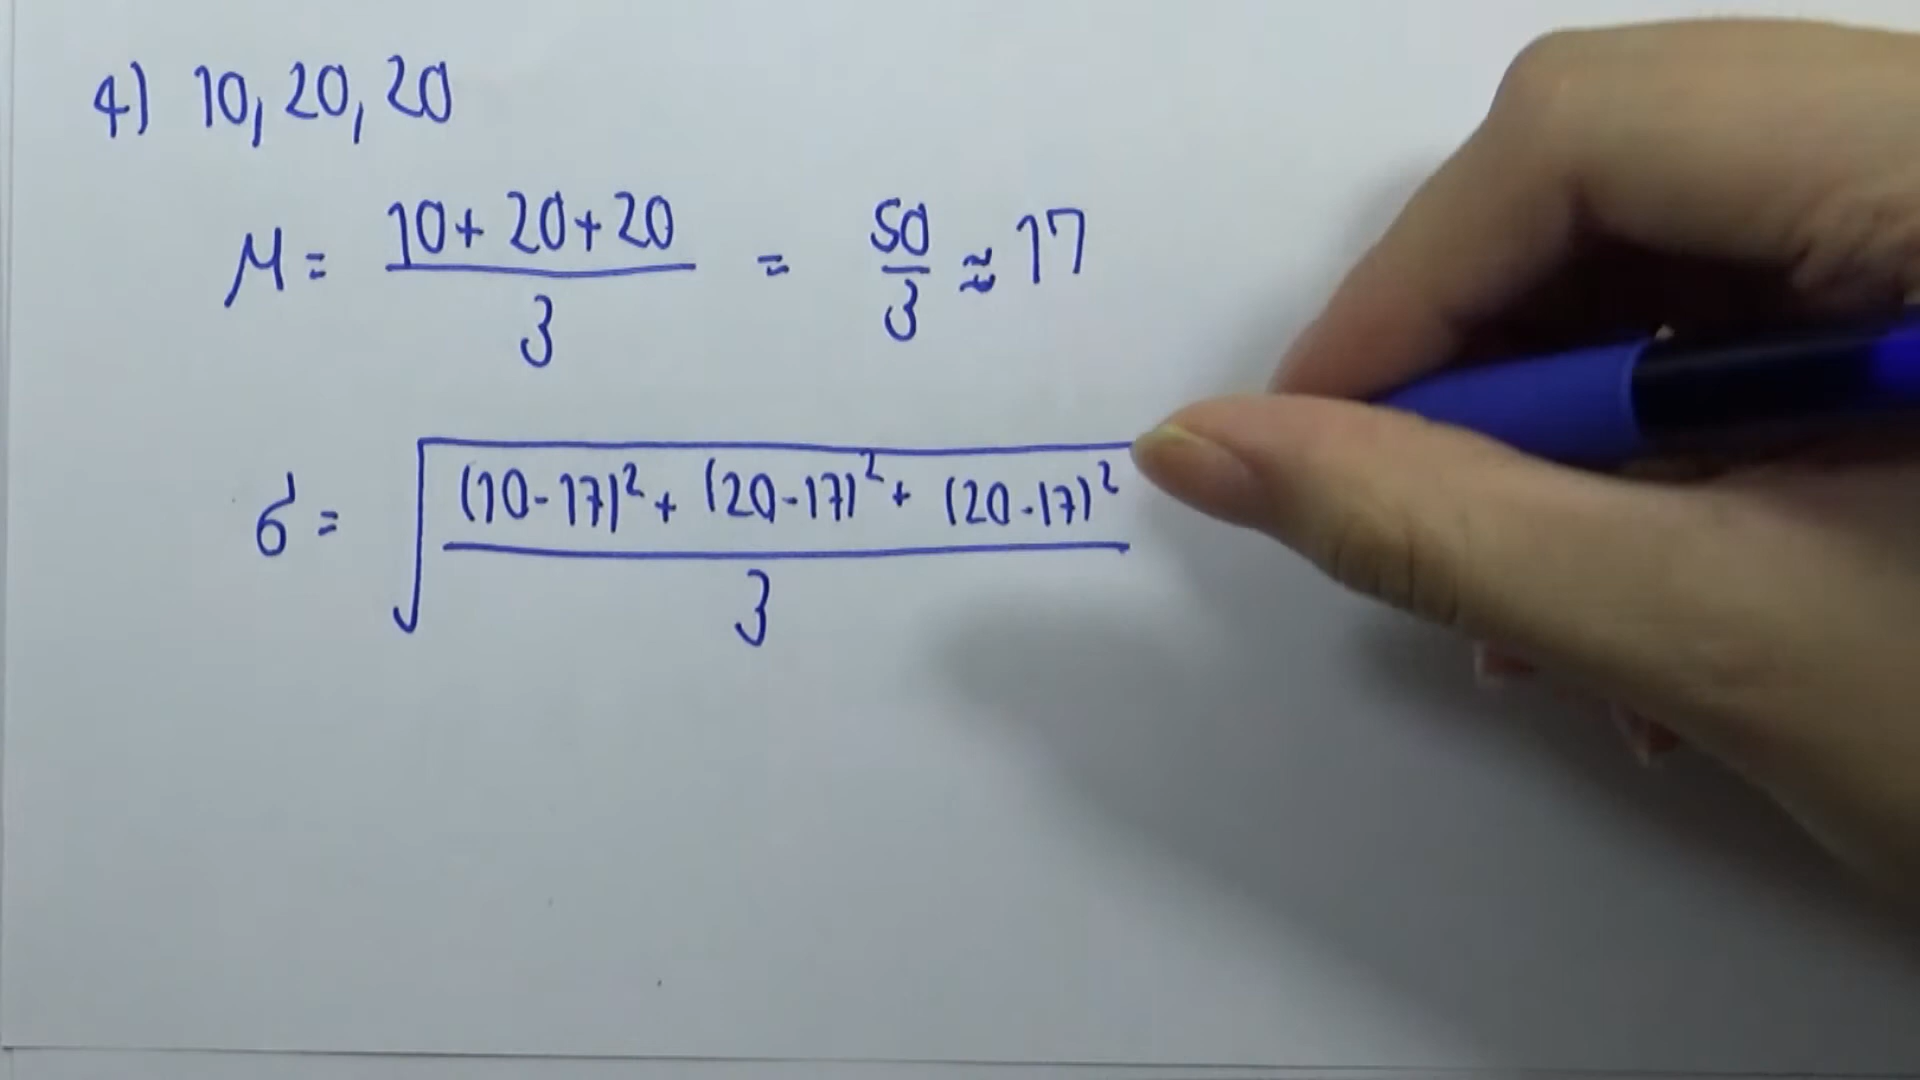 4) 10, 20, 20
μ = (10 + 20 + 20)/3 = 50/3 ≈ 17
σ = √(((10 - 17)² + (20 - 17)² + (20 - 17)²)/3)